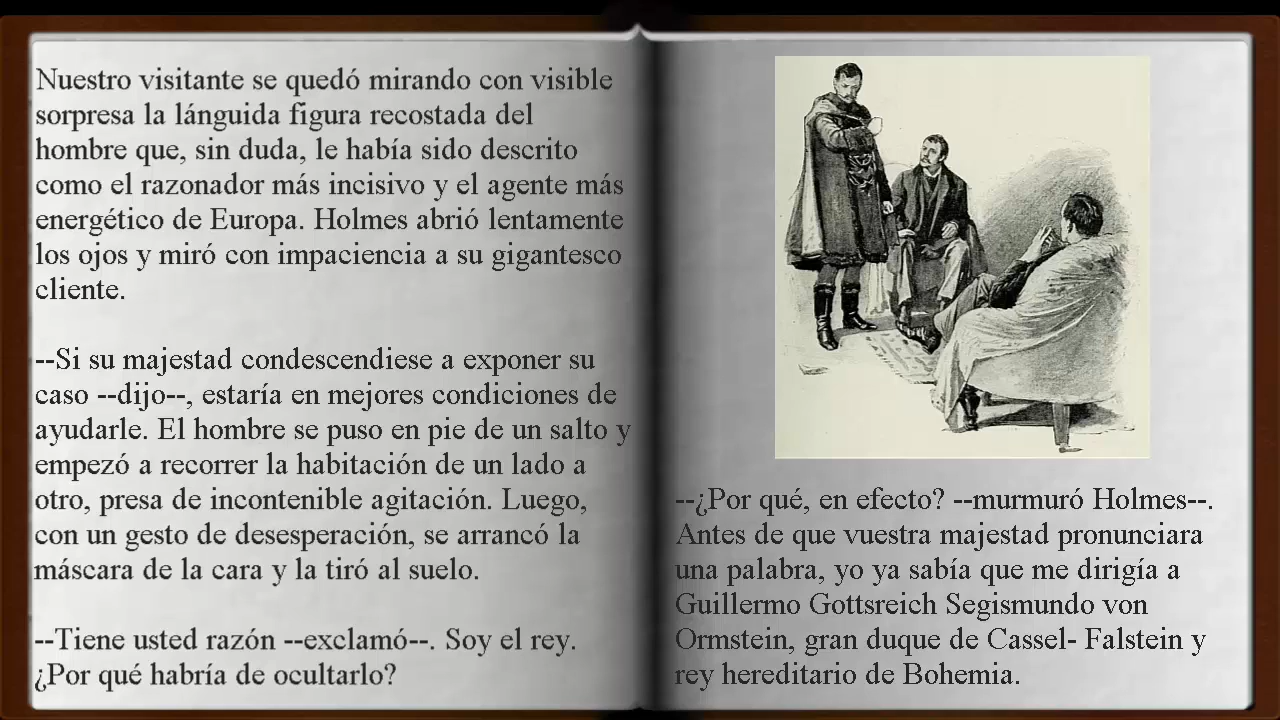 Nuestro visitante se quedó mirando con visible
sorpresa la lánguida figura recostada del
hombre que, sin duda, le había sido descrito
como el razonador más incisivo y el agente más
energético de Europa. Holmes abrió lentamente
los ojos y miró con impaciencia a su gigantesco
cliente.
--Si su majestad condescendiese a exponer su
caso --dijo--, estaría en mejores condiciones de
ayudarle. El hombre se puso en pie de un salto y
empezó a recorrer la habitación de un lado a
otro, presa de incontenible agitación. Luego,
con un gesto de desesperación, se arrancó la
máscara de la cara y la tiró al suelo.
--Tiene usted razón --exclamó--. Soy el rey.
¿Por qué habría de ocultarlo?
--¿Por qué, en efecto? --murmuró Holmes--.
Antes de que vuestra majestad pronunciara
una palabra, yo ya sabía que me dirigía a
Guillermo Gottsreich Segismundo von
Ormstein, gran duque de Cassel- Falstein y
rey hereditario de Bohemia.